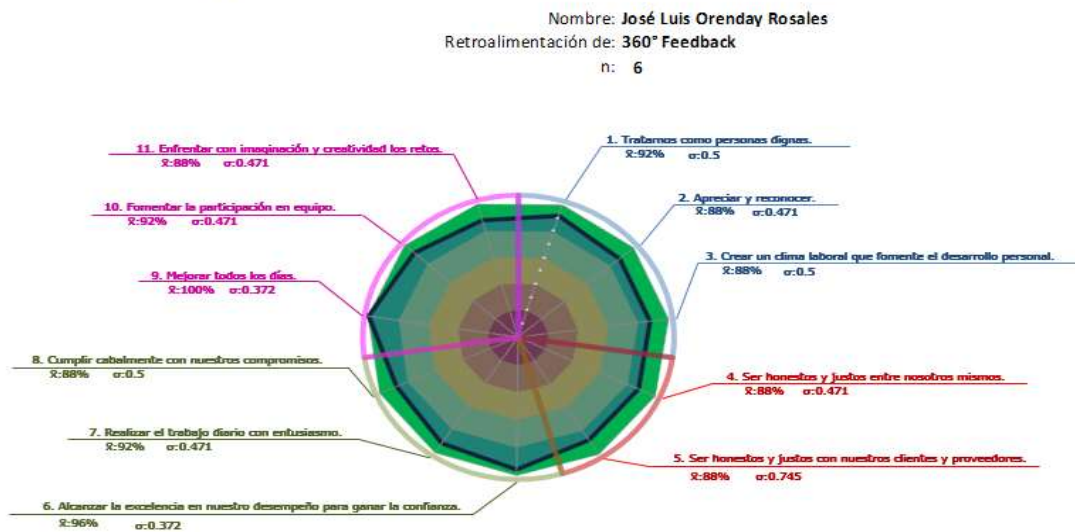 Nombre: José Luis Orenday Rosales
Retroalimentación de: 360° Feedback
n: 6
1. Tratarnos como personas dignas.
x̄:92% σ:0.5
2. Apreciar y reconocer.
x̄:88% σ:0.471
3. Crear un clima laboral que fomente el desarrollo personal.
x̄:88% σ:0.5
4. Ser honestos y justos entre nosotros mismos.
x̄:88% σ:0.471
5. Ser honestos y justos con nuestros clientes y proveedores.
x̄:88% σ:0.745
6. Alcanzar la excelencia en nuestro desempeño para ganar la confianza.
x̄:96% σ:0.372
7. Realizar el trabajo diario con entusiasmo.
x̄:92% σ:0.471
8. Cumplir cabalmente con nuestros compromisos.
x̄:88% σ:0.5
9. Mejorar todos los días.
x̄:100% σ:0.372
10. Fomentar la participación en equipo.
x̄:92% σ:0.471
11. Enfrentar con imaginación y creatividad los retos.
x̄:88% σ:0.471